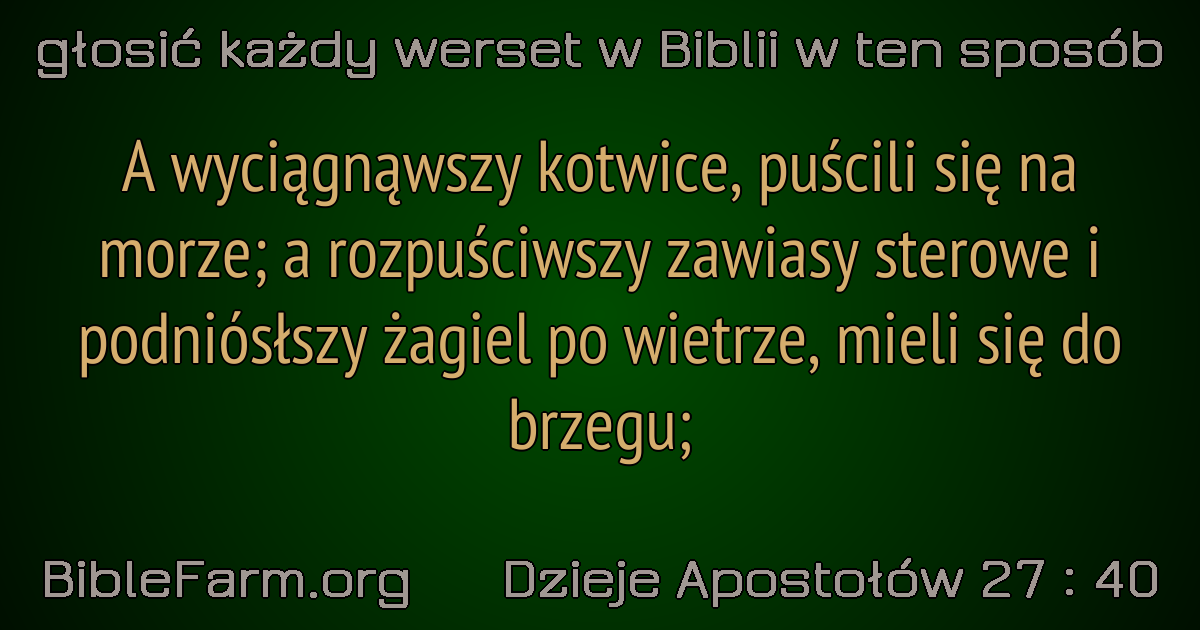 głosić każdy werset w Biblii w ten sposób
A wyciągnąwszy kotwice, puścili się na
morze; a rozpuściwszy zawiasy sterowe i
podniósłszy żagiel po wietrze, mieli się do
brzegu;
BibleFarm.org Dzieje Apostołów 27 : 40